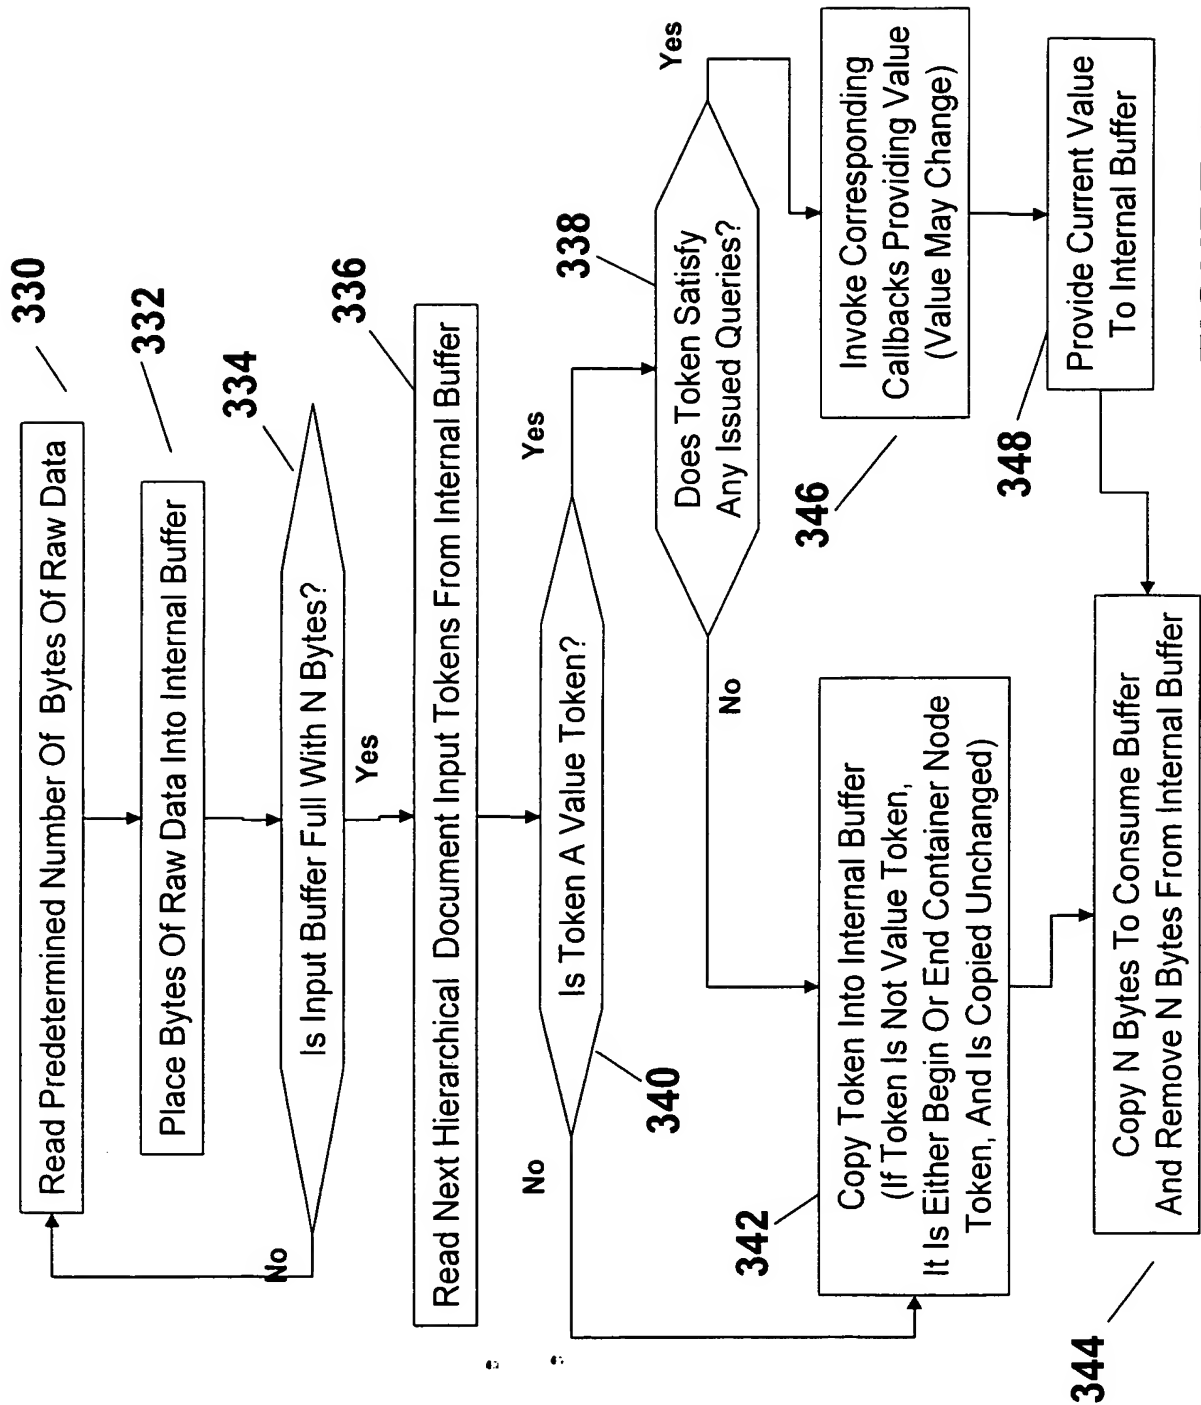 330
Read Predetermined Number Of Bytes Of Raw Data
332
Place Bytes Of Raw Data Into Internal Buffer
334
Is Input Buffer Full With N Bytes?
No
Yes
336
Read Next Hierarchical Document Input Tokens From Internal Buffer
340
Is Token A Value Token?
No
Yes
338
Does Token Satisfy
Any Issued Queries?
No
Yes
342
Copy Token Into Internal Buffer
(If Token Is Not Value Token,
It Is Either Begin Or End Container Node
Token, And Is Copied Unchanged)
346
Invoke Corresponding
Callbacks Providing Value
(Value May Change)
348
Provide Current Value
To Internal Buffer
344
Copy N Bytes To Consume Buffer
And Remove N Bytes From Internal Buffer